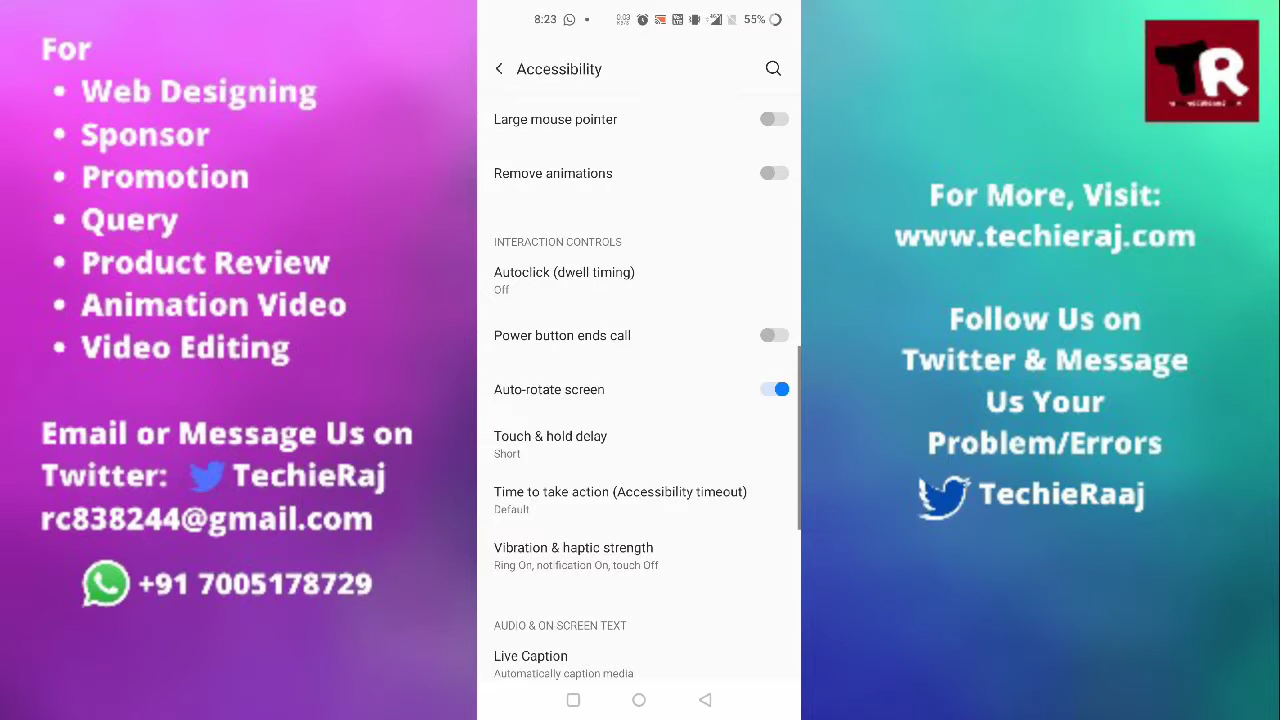 For
• Web Designing
• Sponsor
• Promotion
• Query
• Product Review
• Animation Video
• Video Editing
Email or Message Us on
Twitter: TechieRaj
rc838244@gmail.com
+91 7005178729
8:23
55%
Accessibility
Large mouse pointer
Remove animations
INTERACTION CONTROLS
Autoclick (dwell timing)
Off
Power button ends call
Auto-rotate screen
Touch & hold delay
Short
Time to take action (Accessibility timeout)
Default
Vibration & haptic strength
Ring On, notification On, touch Off
AUDIO & ON SCREEN TEXT
Live Caption
Automatically caption media
TR
For More, Visit:
www.techieraj.com
Follow Us on
Twitter & Message
Us Your
Problem/Errors
TechieRaaj